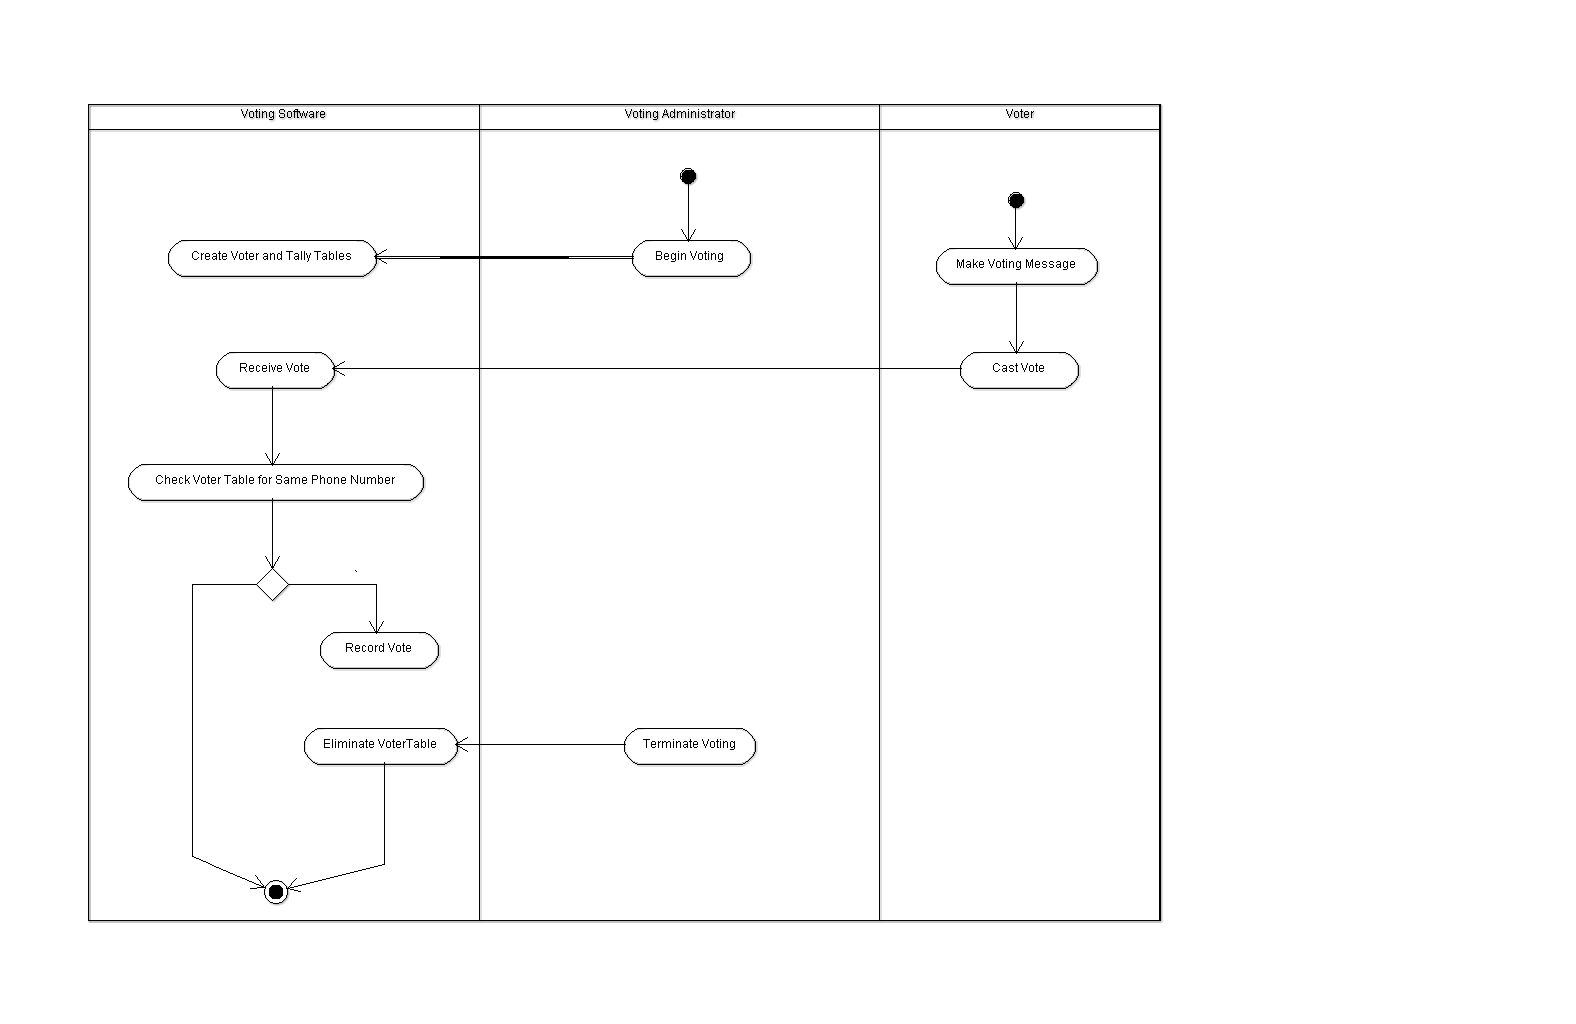 Voting Software
Voting Administrator
Voter
Create Voter and Tally Tables
Begin Voting
Make Voting Message
Receive Vote
Cast Vote
Check Voter Table for Same Phone Number
Record Vote
Eliminate VoterTable
Terminate Voting